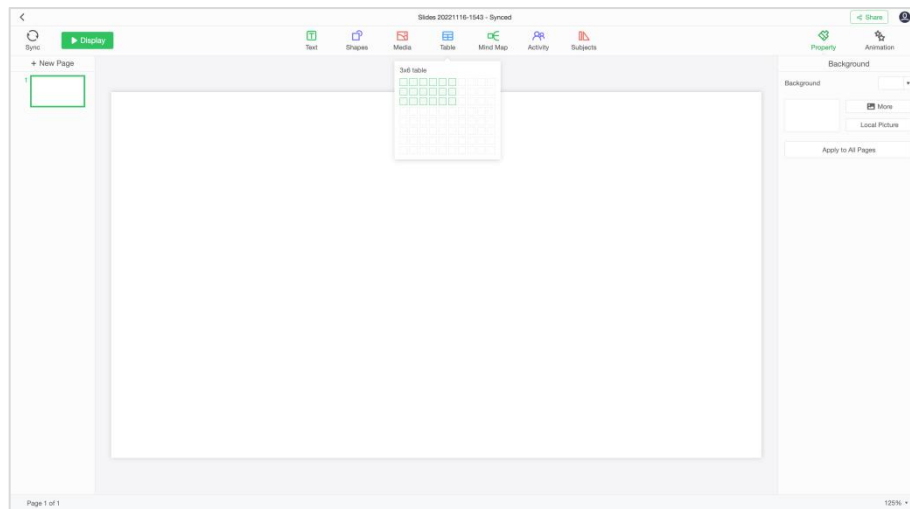 Slides 20221116-1543 - Synced
Share
Sync
Display
Text
Shapes
Media
Table
Mind Map
Activity
Subjects
Property
Animation
+ New Page
3x6 table
Background
1
Background
More
Local Picture
Apply to All Pages
Page 1 of 1
125%